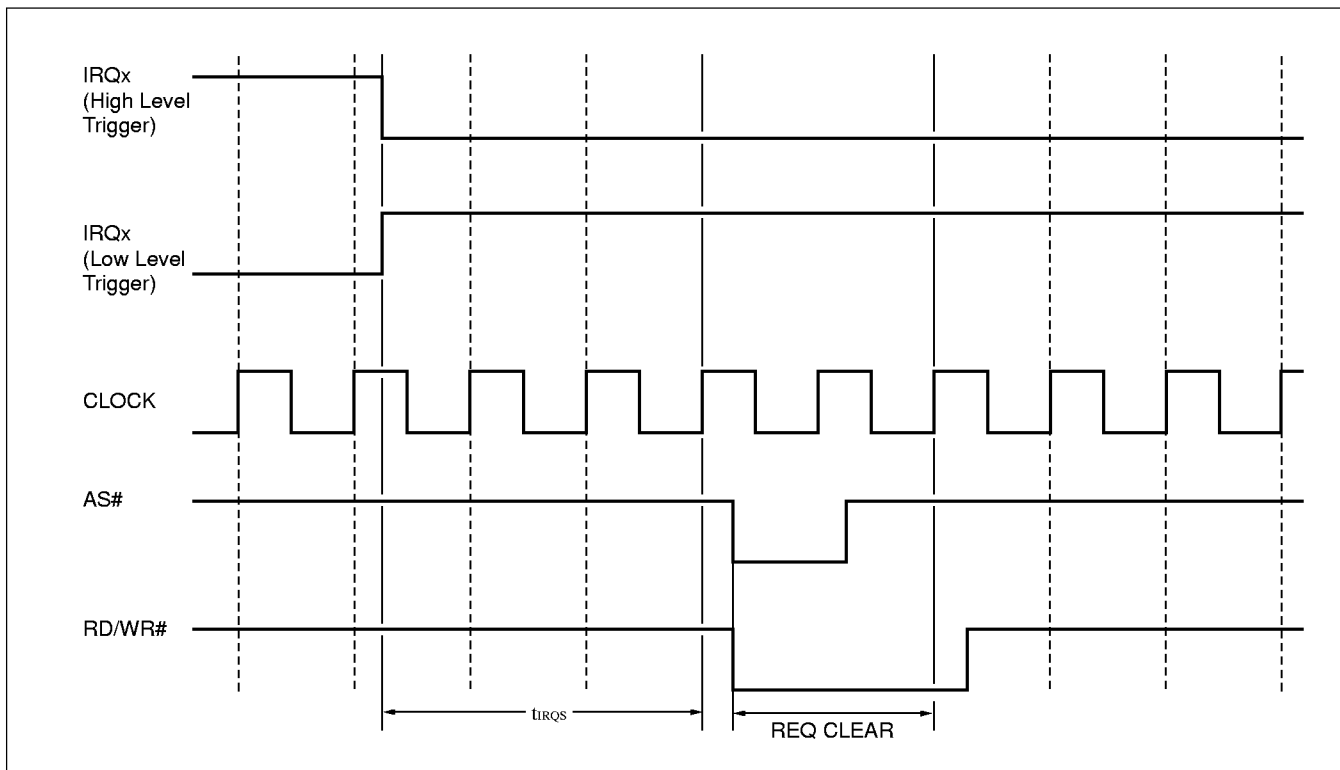 IRQx
(High Level
Trigger)
IRQx
(Low Level
Trigger)
CLOCK
AS#
RD/WR#
tIRQS
REQ CLEAR